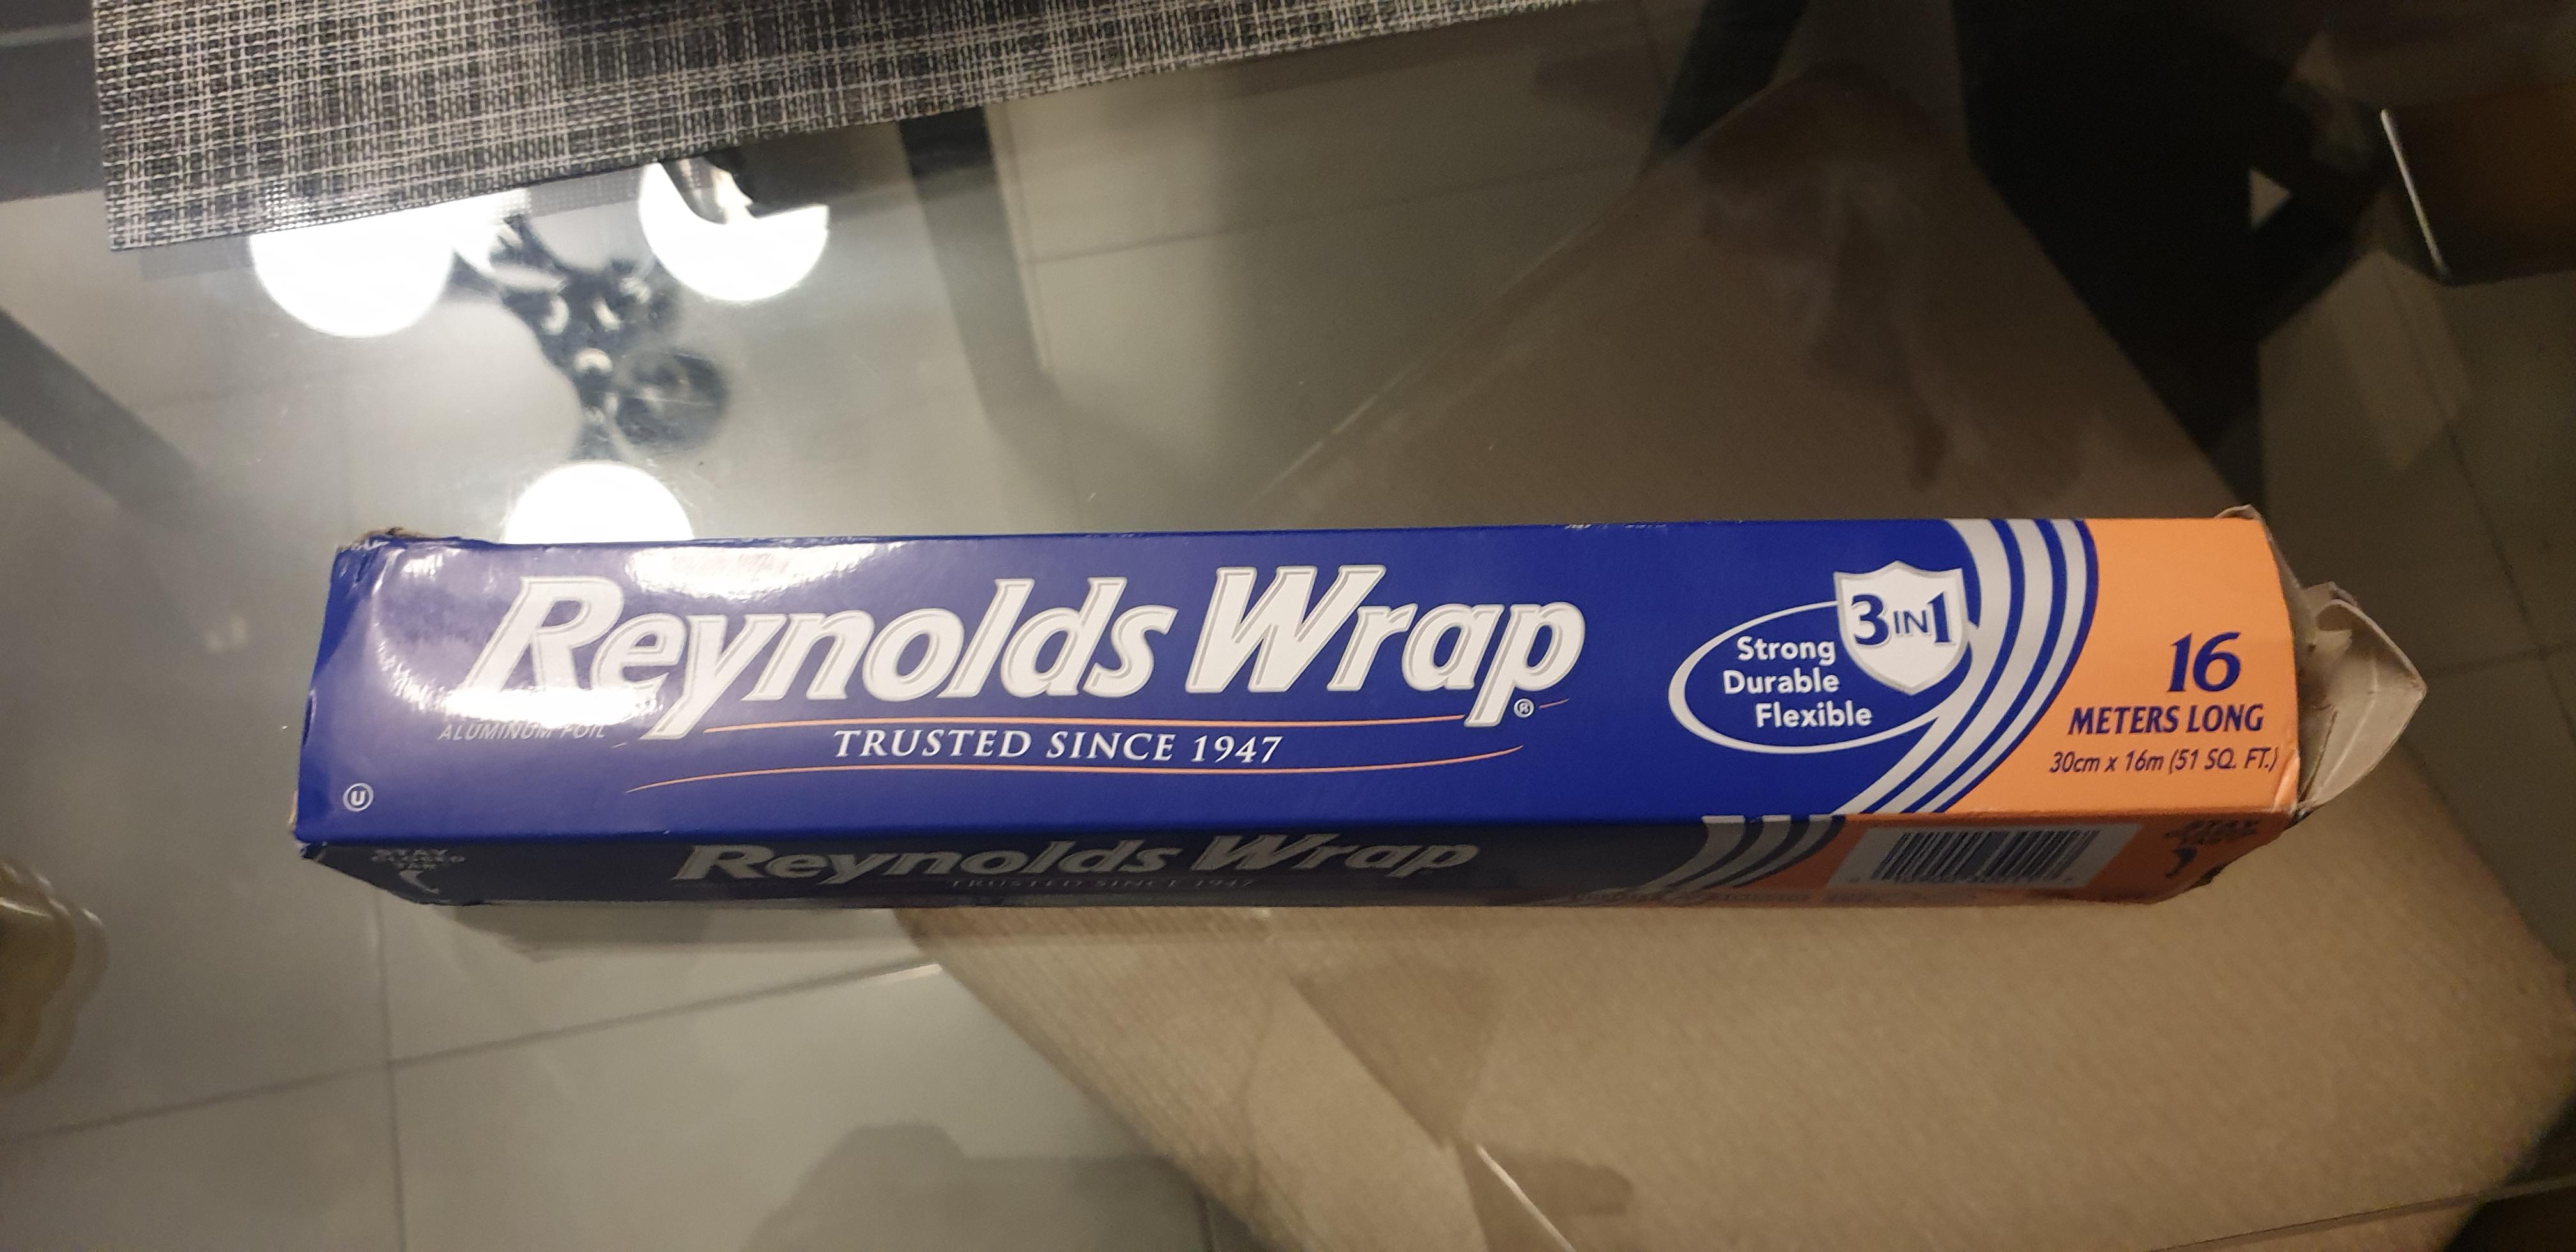 Reynolds Wrap®
ALUMINUM FOIL
TRUSTED SINCE 1947
U
3 IN 1
Strong
Durable
Flexible
16
METERS LONG
30cm x 16m (51 SQ. FT.)
Reynolds Wrap
TRUSTED SINCE 1947